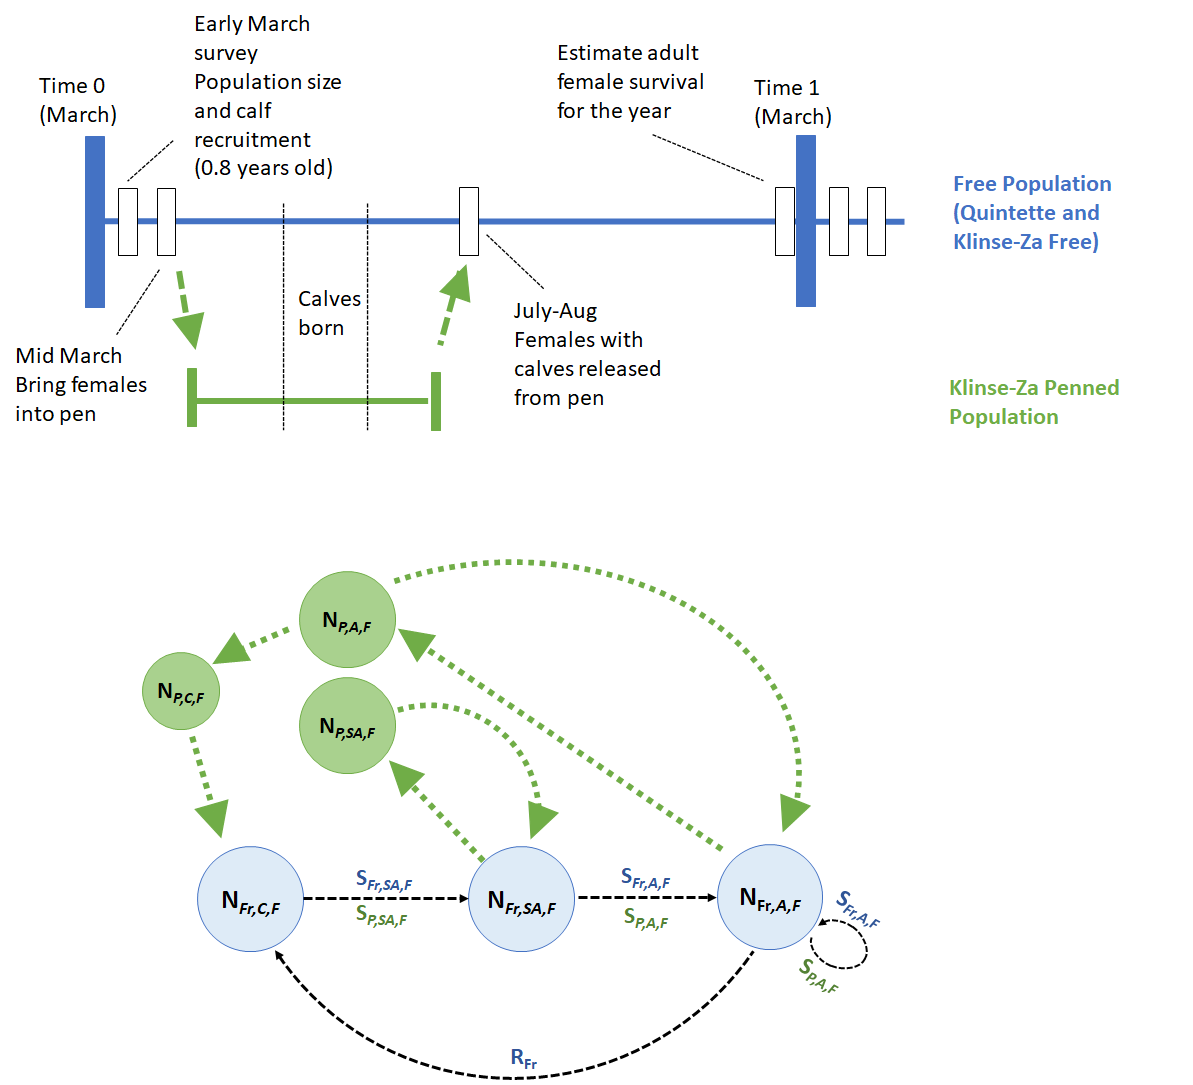 Early March
survey
Population size
and calf
recruitment
(0.8 years old)
Time 0
(March)
Estimate adult
female survival
for the year
Time 1
(March)
Free Population
(Quintette and
Klinse-Za Free)
Calves
born
July-Aug
Females with
calves released
from pen
Mid March
Bring females
into pen
Klinse-Za Penned
Population
NP,A,F
NP,C,F
NP,SA,F
NFr,C,F
SFr,SA,F
SP,SA,F
NFr,SA,F
SFr,A,F
SP,A,F
NFr,A,F
SFr,A,F
SP,A,F
RFr